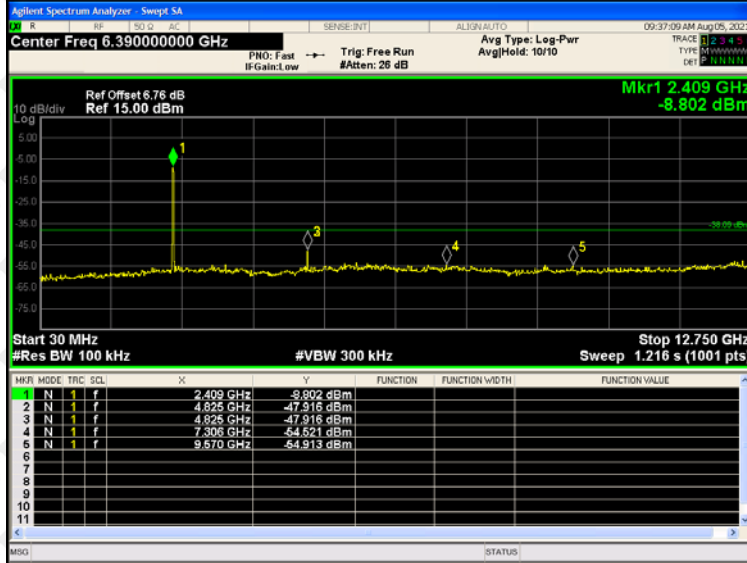 Agilent Spectrum Analyzer - Swept SA
R RF 50 Ω AC SENSE:INT ALIGN AUTO 09:37:09 AM Aug 05, 202
Center Freq 6.390000000 GHz
PNO: Fast
IFGain:Low
Trig: Free Run
#Atten: 26 dB
Avg Type: Log-Pwr
Avg|Hold: 10/10
TRACE 1 2 3 4 5
TYPE M
DET P N N N N
Ref Offset 6.76 dB
Ref 15.00 dBm
10 dB/div
Log
Mkr1 2.409 GHz
-8.802 dBm
5.00
-5.00
-15.0
-25.0
-35.0
-45.0
-55.0
-65.0
-75.0
1
3
4
5
Start 30 MHz
#Res BW 100 kHz
#VBW 300 kHz
Stop 12.750 GHz
Sweep 1.216 s (1001 pts
MKR MODE TRC SCL X Y FUNCTION FUNCTION WIDTH FUNCTION VALUE
1 N 1 f 2.409 GHz -8.802 dBm
2 N 1 f 4.825 GHz -47.916 dBm
3 N 1 f 4.825 GHz -47.916 dBm
4 N 1 f 7.306 GHz -54.521 dBm
5 N 1 f 9.570 GHz -54.913 dBm
6
7
8
9
10
11
MSG STATUS